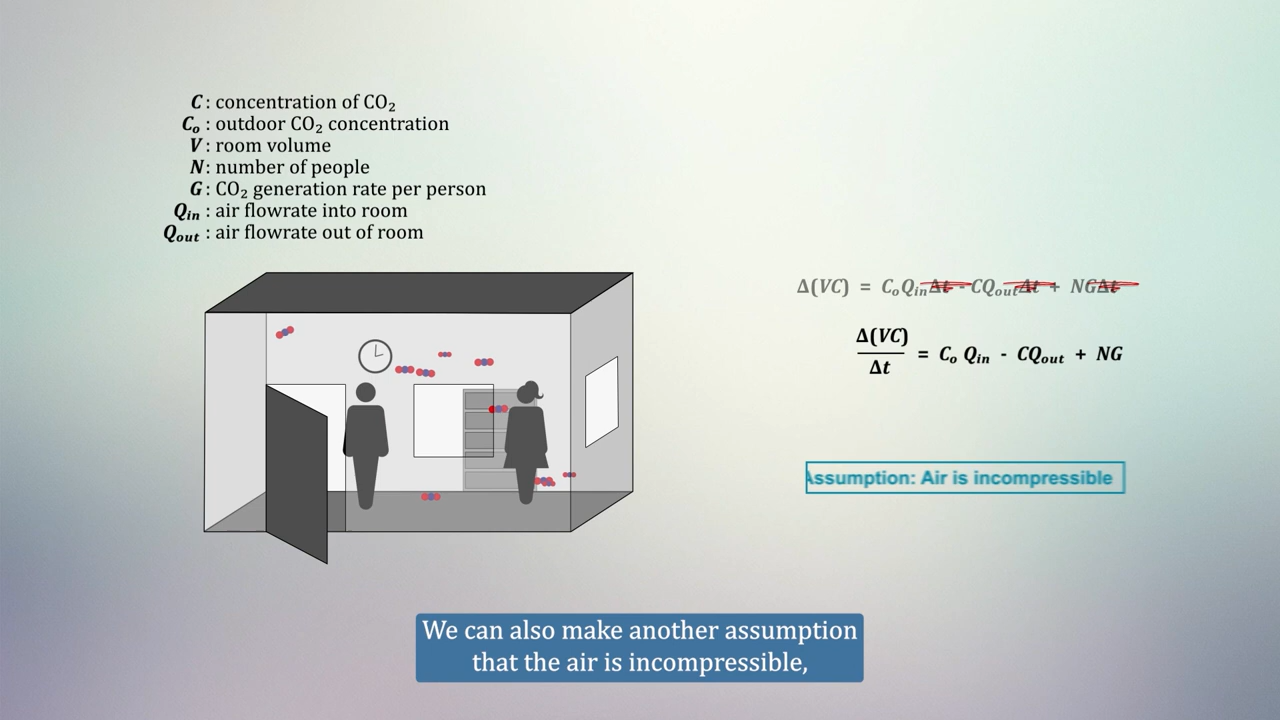 C : concentration of CO₂
Cₒ : outdoor CO₂ concentration
V : room volume
N : number of people
G : CO₂ generation rate per person
Qᵢₙ : air flowrate into room
Qₒᵤₜ : air flowrate out of room
Δ(VC) = CₒQᵢₙΔt - CQₒᵤₜΔt + NGΔt
Δ(VC)
Δt
= Cₒ Qᵢₙ - CQₒᵤₜ + NG
Assumption: Air is incompressible
We can also make another assumption
that the air is incompressible,